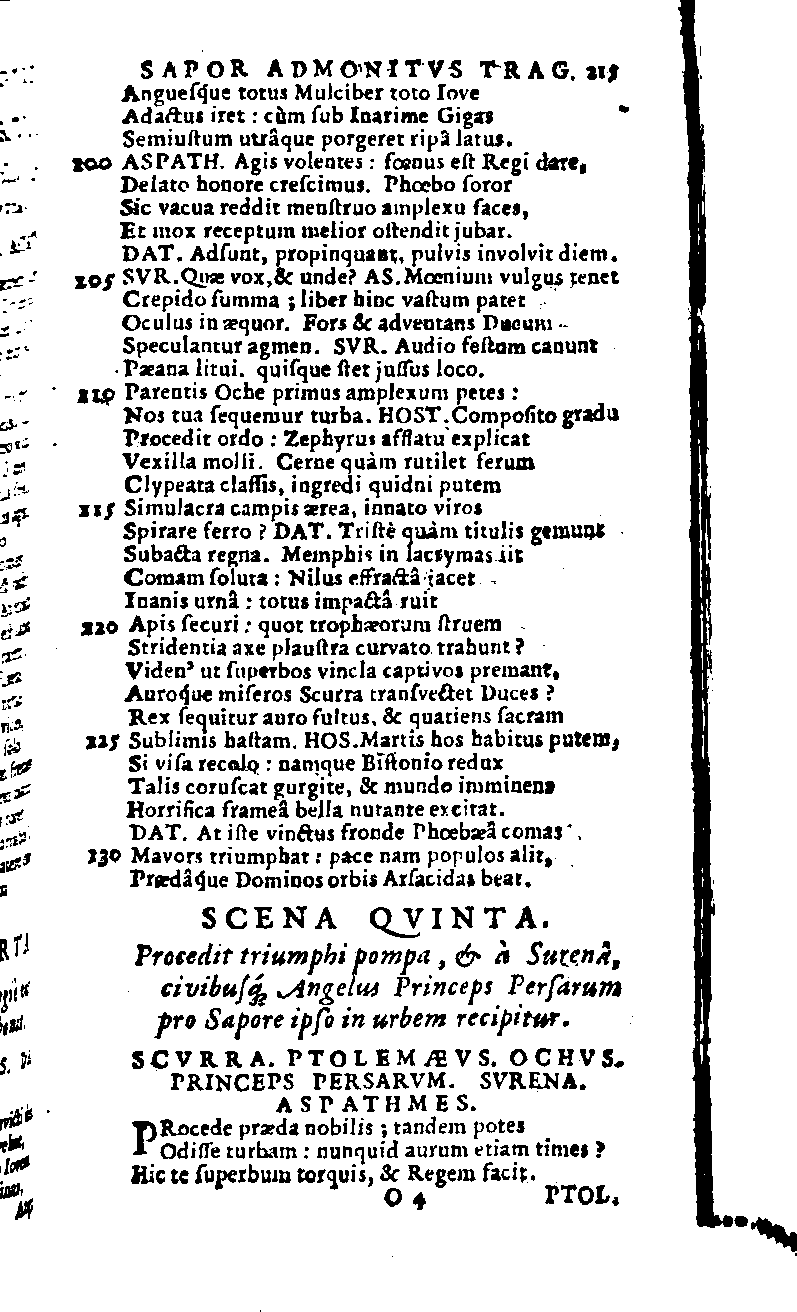 SAPOR ADMONITVS TRAG. 215
Anguesq́ue totus Mulciber toto Iove
Adactus iret : cùm ſub Inarime Gigas
Semiuſtum utrâque porgeret ripâ latus.
200 ASPATH. Agis volentes : fœnus eſt Regi dare,
Delato honore creſcimus. Phœbo ſoror
Sic vacua reddit menſtruo amplexu faces,
Et mox receptum melior oſtendit jubar.
DAT. Adſunt, propinquant, pulvis involvit diem.
205 SVR. Quæ vox, & unde? AS. Mœnium vulgus tenet
Crepido ſumma ; liber hinc vaſtum patet
Oculus in æquor. Fors & adventans Ducum
Speculantur agmen. SVR. Audio feſtum canunt
Pæana litui. quiſque ſtet juſſus loco.
210 Parentis Oche primus amplexum petes :
Nos tua ſequemur turba. HOST. Compoſito gradu
Procedit ordo : Zephyrus afflatu explicat
Vexilla molli. Cerne quàm rutilet ferum
Clypeata claſſis, ingredi quidni putem
215 Simulacra campis ærea, innato viros
Spirare ferro ? DAT. Triſtè quàm titulis gemunt
Subacta regna. Memphis in lacrymas iit
Comam ſoluta : Nilus effractâ jacet
Inanis urnâ : totus impactâ ruit
220 Apis ſecuri : quot trophæorum ſtruem
Stridentia axe plauſtra curvato trahunt ?
Viden' ut ſuperbos vincla captivos premant,
Auroq́ue miſeros Scurra tranſvectet Duces ?
Rex ſequitur auro fultus, & quatiens ſacram
225 Sublimis haſtam. HOS. Martis hos habitus putem,
Si viſa recolo : namque Biſtonio redux
Talis coruſcat gurgite, & mundo imminens
Horrifica frameâ bella nutante excitat.
DAT. At iſte vinctus fronde Phœbæâ comas
230 Mavors triumphat : pace nam populos alit,
Prædâq́ue Dominos orbis Arſacidas beat.
SCENA QVINTA.
Procedit triumphi pompa, & à Surenâ,
civibuſq́; Angelus Princeps Perſarum
pro Sapore ipſo in urbem recipitur.
SCVRRA. PTOLEMÆVS. OCHVS.
PRINCEPS PERSARVM. SVRENA.
ASPATHMES.
PRocede præda nobilis ; tandem potes
Odiſſe turbam : nunquid aurum etiam times ?
Hic te ſuperbum torquis, & Regem facit.
O 4 PTOL.